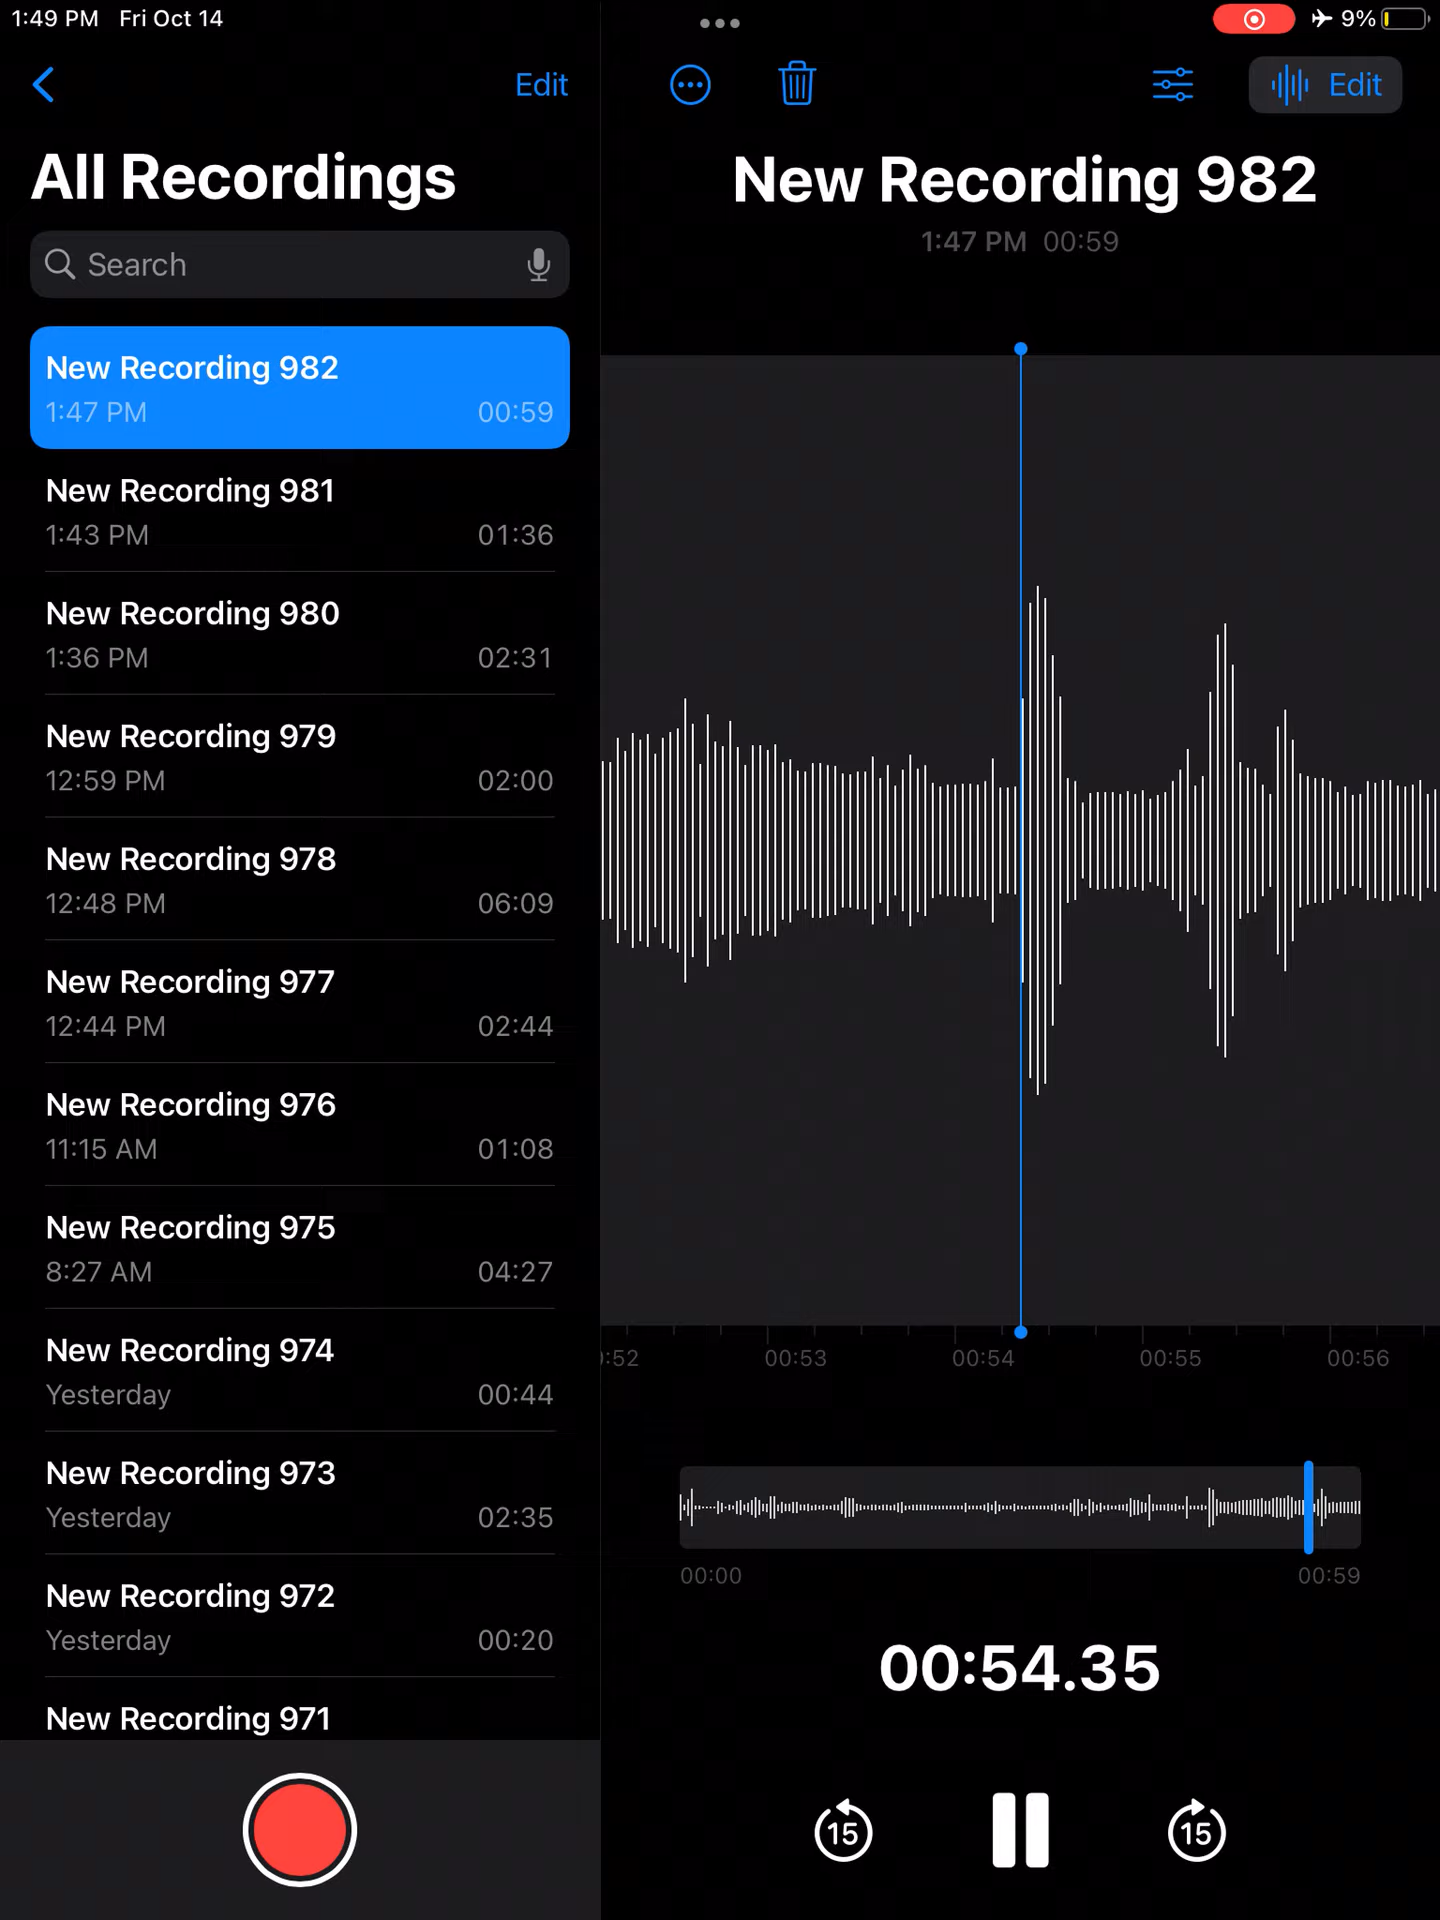 1:49 PM Fri Oct 14
9%
Edit
Edit
All Recordings
Search
New Recording 982
1:47 PM 00:59
New Recording 981
1:43 PM 01:36
New Recording 980
1:36 PM 02:31
New Recording 979
12:59 PM 02:00
New Recording 978
12:48 PM 06:09
New Recording 977
12:44 PM 02:44
New Recording 976
11:15 AM 01:08
New Recording 975
8:27 AM 04:27
New Recording 974
Yesterday 00:44
New Recording 973
Yesterday 02:35
New Recording 972
Yesterday 00:20
New Recording 971
New Recording 982
1:47 PM 00:59
:52 00:53 00:54 00:55 00:56
00:00 00:59
00:54.35
15 15